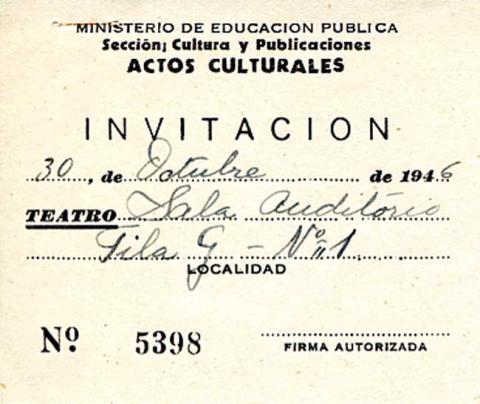 MINISTERIO DE EDUCACION PUBLICA
Sección; Cultura y Publicaciones
ACTOS CULTURALES
INVITACION
30, de Octubre de 1946
TEATRO Sala Auditório
Fila G - Nº 1
LOCALIDAD
Nº 5398
FIRMA AUTORIZADA